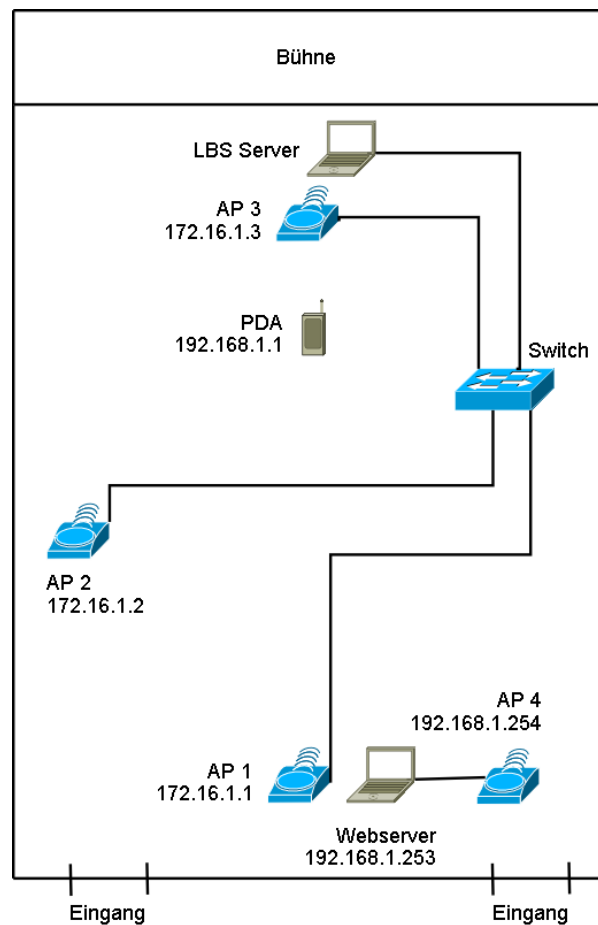 Bühne
LBS Server
AP 3
172.16.1.3
PDA
192.168.1.1
Switch
AP 2
172.16.1.2
AP 4
192.168.1.254
AP 1
172.16.1.1
Webserver
192.168.1.253
Eingang
Eingang